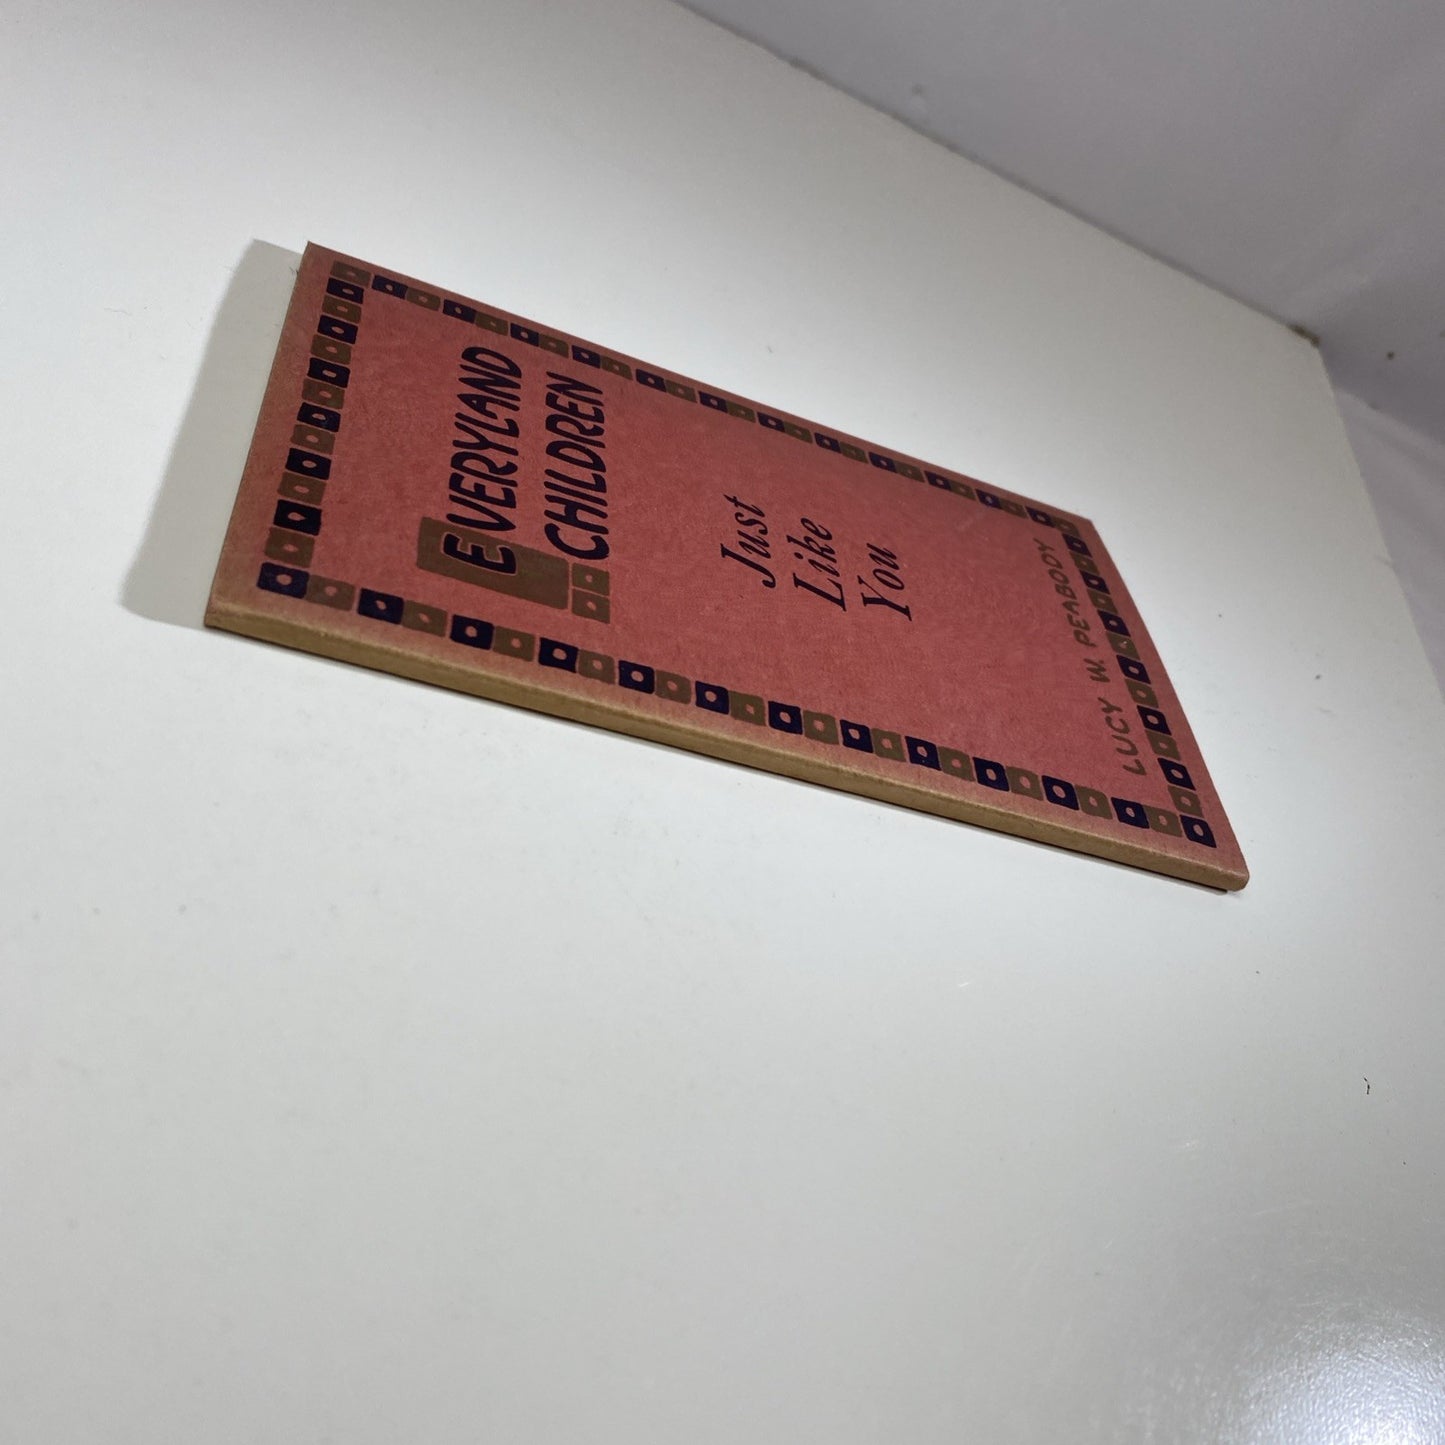 EVERYLAND
CHILDREN
Just
Like
You
LUCY W. PEABODY